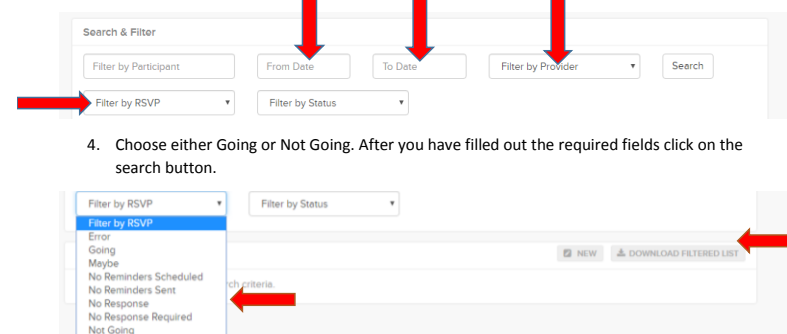 Search & Filter
Filter by Participant From Date To Date Filter by Provider Search
Filter by RSVP Filter by Status
4. Choose either Going or Not Going. After you have filled out the required fields click on the
search button.
Filter by RSVP Filter by Status
Filter by RSVP
Error
Going
NEW DOWNLOAD FILTERED LIST
Maybe
No Reminders Scheduled
No Reminders Sent
criteria.
No Response
No Response Required
Not Going